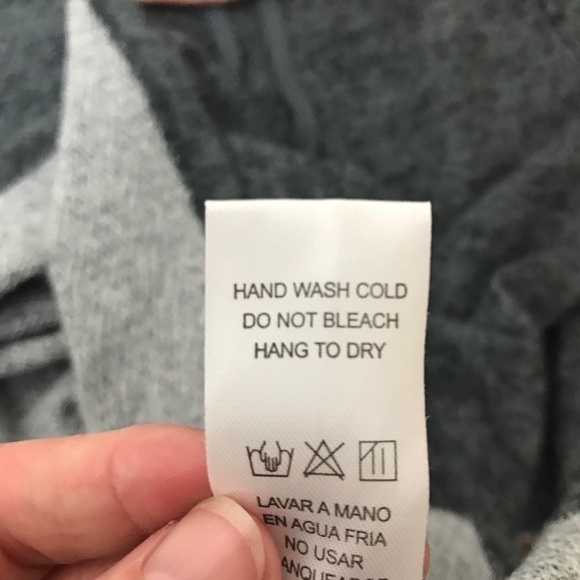 HAND WASH COLD
DO NOT BLEACH
HANG TO DRY
LAVAR A MANO
EN AGUA FRIA
NO USAR